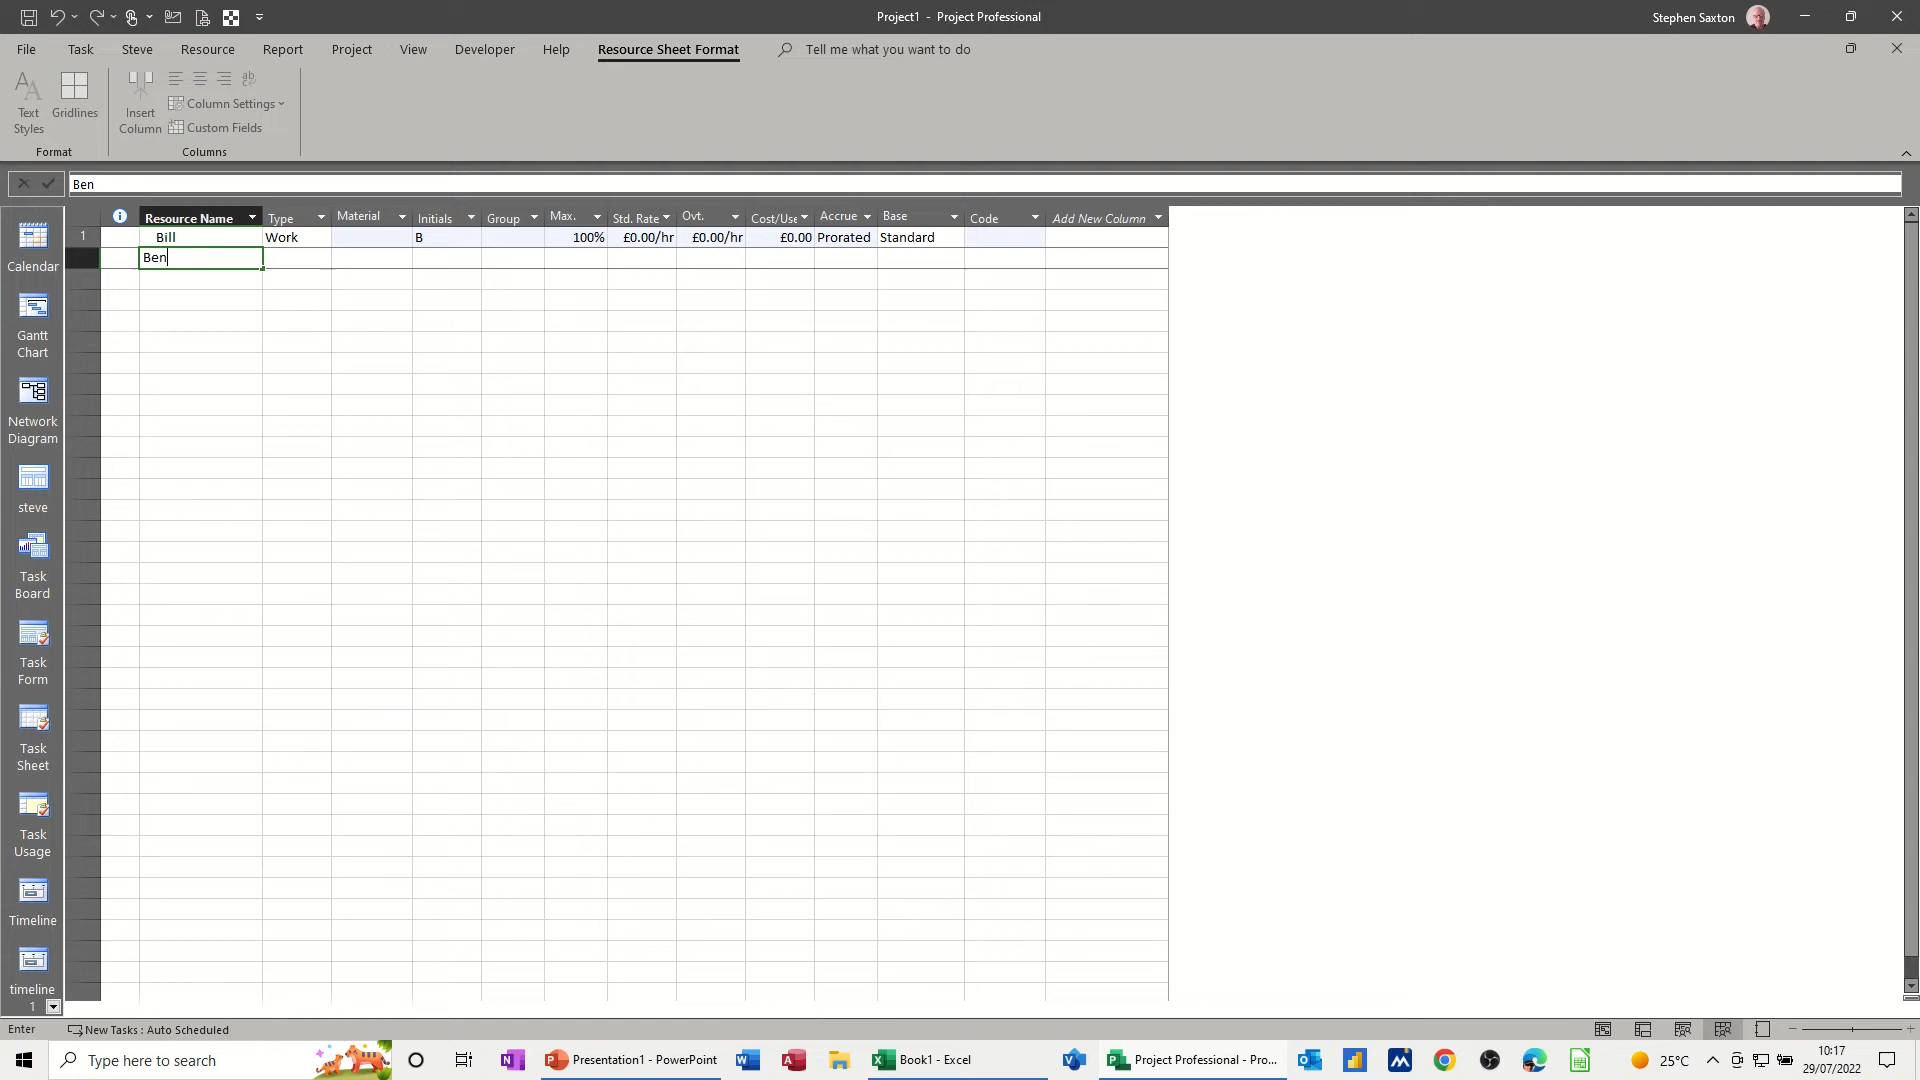 Project1 - Project Professional
Stephen Saxton
File Task Steve Resource Report Project View Developer Help Resource Sheet Format Tell me what you want to do
Text Styles
Gridlines
Insert Column
ab
Column Settings
Custom Fields
Format
Columns
Ben
Resource Name Type Material Initials Group Max. Std. Rate Ovt. Cost/Use Accrue Base Code Add New Column
1 Bill Work B 100% £0.00/hr £0.00/hr £0.00 Prorated Standard
Ben
Calendar
Gantt
Chart
Network
Diagram
steve
Task
Board
Task
Form
Task
Sheet
Task
Usage
Timeline
timeline
1
Enter New Tasks : Auto Scheduled
Type here to search
Presentation1 - PowerPoint
Book1 - Excel
Project Professional - Pro...
25°C
10:17
29/07/2022